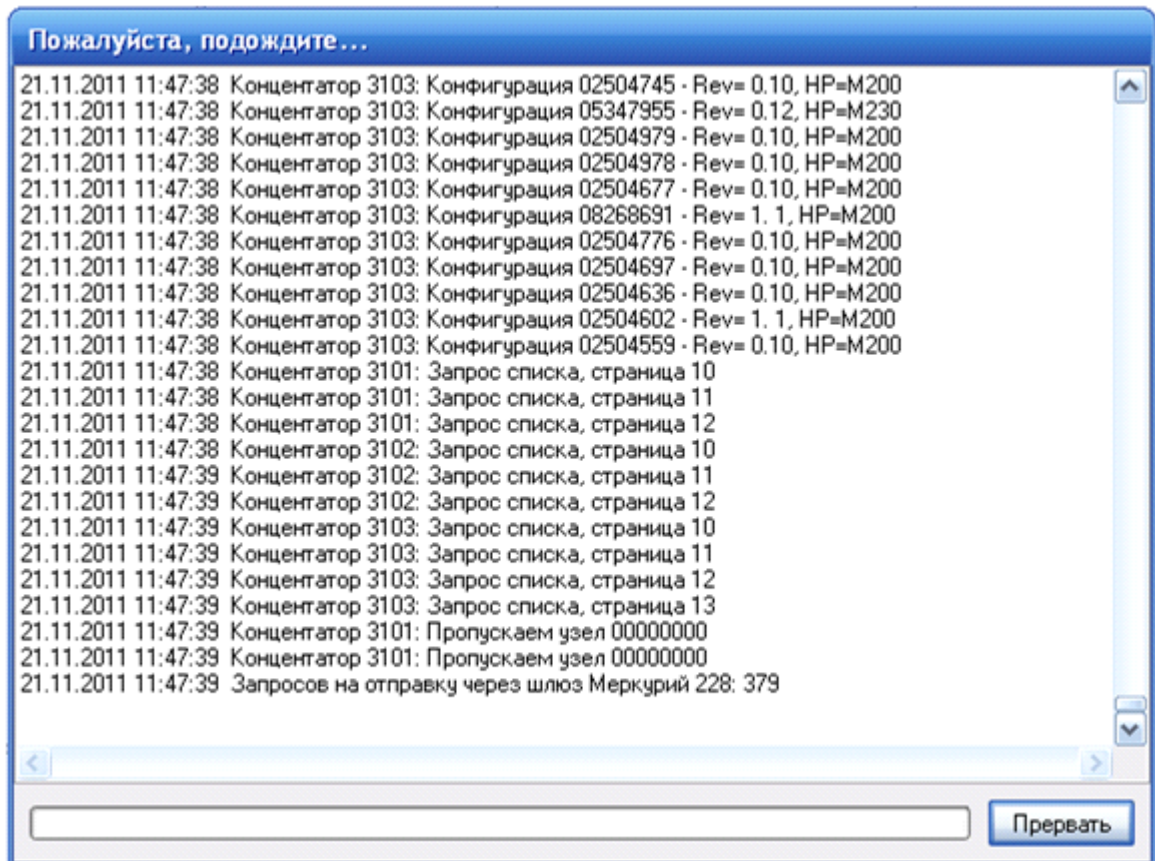 Пожалуйста, подождите...
21.11.2011 11:47:38 Концентратор 3103: Конфигурация 02504745 - Rev= 0.10, HP=M200
21.11.2011 11:47:38 Концентратор 3103: Конфигурация 05347955 - Rev= 0.12, HP=M230
21.11.2011 11:47:38 Концентратор 3103: Конфигурация 02504979 - Rev= 0.10, HP=M200
21.11.2011 11:47:38 Концентратор 3103: Конфигурация 02504978 - Rev= 0.10, HP=M200
21.11.2011 11:47:38 Концентратор 3103: Конфигурация 02504677 - Rev= 0.10, HP=M200
21.11.2011 11:47:38 Концентратор 3103: Конфигурация 08268691 - Rev= 1. 1, HP=M200
21.11.2011 11:47:38 Концентратор 3103: Конфигурация 02504776 - Rev= 0.10, HP=M200
21.11.2011 11:47:38 Концентратор 3103: Конфигурация 02504697 - Rev= 0.10, HP=M200
21.11.2011 11:47:38 Концентратор 3103: Конфигурация 02504636 - Rev= 0.10, HP=M200
21.11.2011 11:47:38 Концентратор 3103: Конфигурация 02504602 - Rev= 1. 1, HP=M200
21.11.2011 11:47:38 Концентратор 3103: Конфигурация 02504559 - Rev= 0.10, HP=M200
21.11.2011 11:47:38 Концентратор 3101: Запрос списка, страница 10
21.11.2011 11:47:38 Концентратор 3101: Запрос списка, страница 11
21.11.2011 11:47:38 Концентратор 3101: Запрос списка, страница 12
21.11.2011 11:47:38 Концентратор 3102: Запрос списка, страница 10
21.11.2011 11:47:39 Концентратор 3102: Запрос списка, страница 11
21.11.2011 11:47:39 Концентратор 3102: Запрос списка, страница 12
21.11.2011 11:47:39 Концентратор 3103: Запрос списка, страница 10
21.11.2011 11:47:39 Концентратор 3103: Запрос списка, страница 11
21.11.2011 11:47:39 Концентратор 3103: Запрос списка, страница 12
21.11.2011 11:47:39 Концентратор 3103: Запрос списка, страница 13
21.11.2011 11:47:39 Концентратор 3101: Пропускаем узел 00000000
21.11.2011 11:47:39 Концентратор 3101: Пропускаем узел 00000000
21.11.2011 11:47:39 Запросов на отправку через шлюз Меркурий 228: 379
Прервать